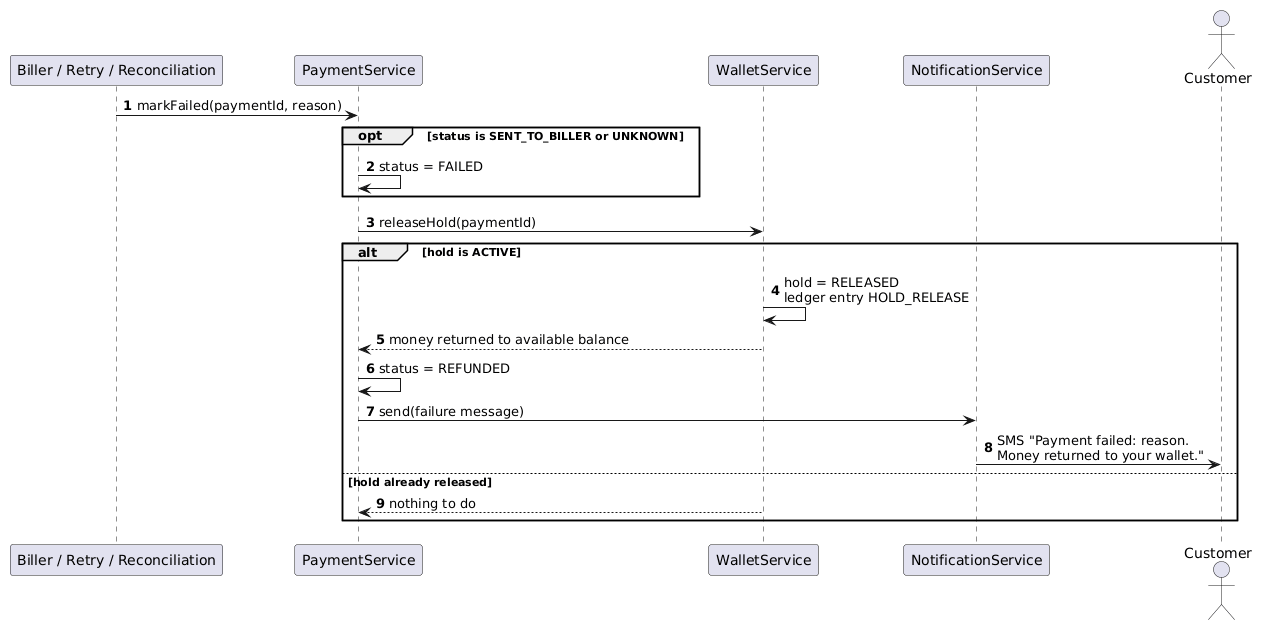 Customer
Biller / Retry / Reconciliation
PaymentService
WalletService
NotificationService
1 markFailed(paymentId, reason)
opt [status is SENT_TO_BILLER or UNKNOWN]
2 status = FAILED
3 releaseHold(paymentId)
alt [hold is ACTIVE]
4 hold = RELEASED
ledger entry HOLD_RELEASE
5 money returned to available balance
6 status = REFUNDED
7 send(failure message)
8 SMS "Payment failed: reason.
Money returned to your wallet."
[hold already released]
9 nothing to do
Biller / Retry / Reconciliation
PaymentService
WalletService
NotificationService
Customer